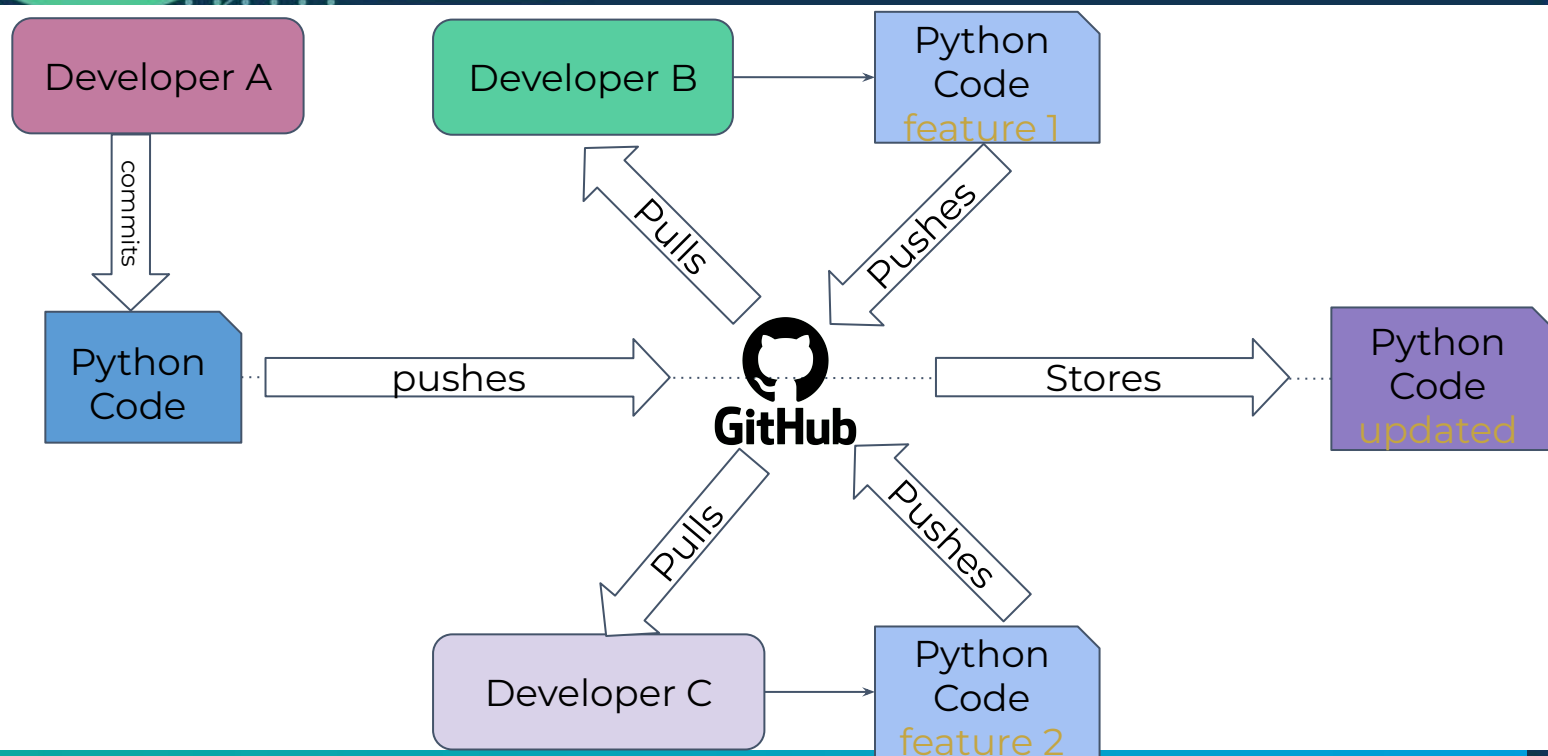 Developer A
Developer B
Python
Code
feature 1
commits
Pulls
Pushes
Python
Code
pushes
GitHub
Stores
Python
Code
updated
Pulls
Pushes
Developer C
Python
Code
feature 2